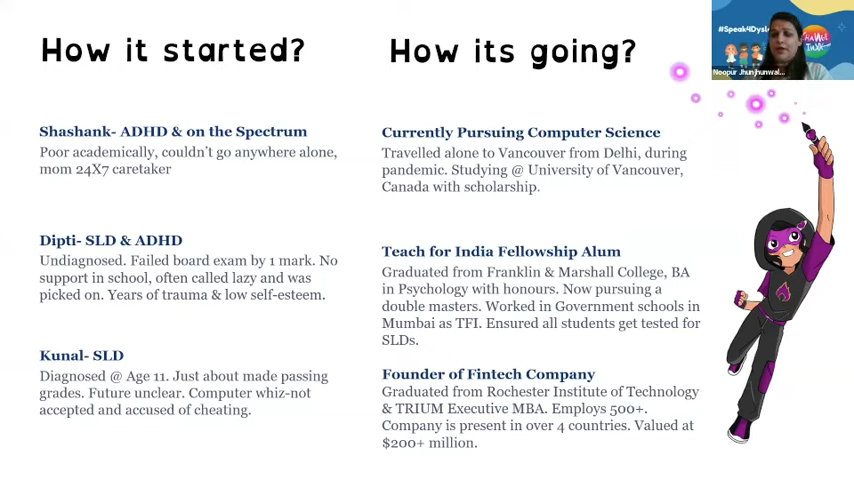 How it started?
How its going?
#Speak4Dysl
CHANGE
INXX
Noopur Jhunjhunwal...
Shashank- ADHD & on the Spectrum
Poor academically, couldn't go anywhere alone,
mom 24X7 caretaker
Currently Pursuing Computer Science
Travelled alone to Vancouver from Delhi, during
pandemic. Studying @ University of Vancouver,
Canada with scholarship.
Dipti- SLD & ADHD
Undiagnosed. Failed board exam by 1 mark. No
support in school, often called lazy and was
picked on. Years of trauma & low self-esteem.
Teach for India Fellowship Alum
Graduated from Franklin & Marshall College, BA
in Psychology with honours. Now pursuing a
double masters. Worked in Government schools in
Mumbai as TFI. Ensured all students get tested for
SLDs.
Kunal- SLD
Diagnosed @ Age 11. Just about made passing
grades. Future unclear. Computer whiz-not
accepted and accused of cheating.
Founder of Fintech Company
Graduated from Rochester Institute of Technology
& TRIUM Executive MBA. Employs 500+.
Company is present in over 4 countries. Valued at
$200+ million.